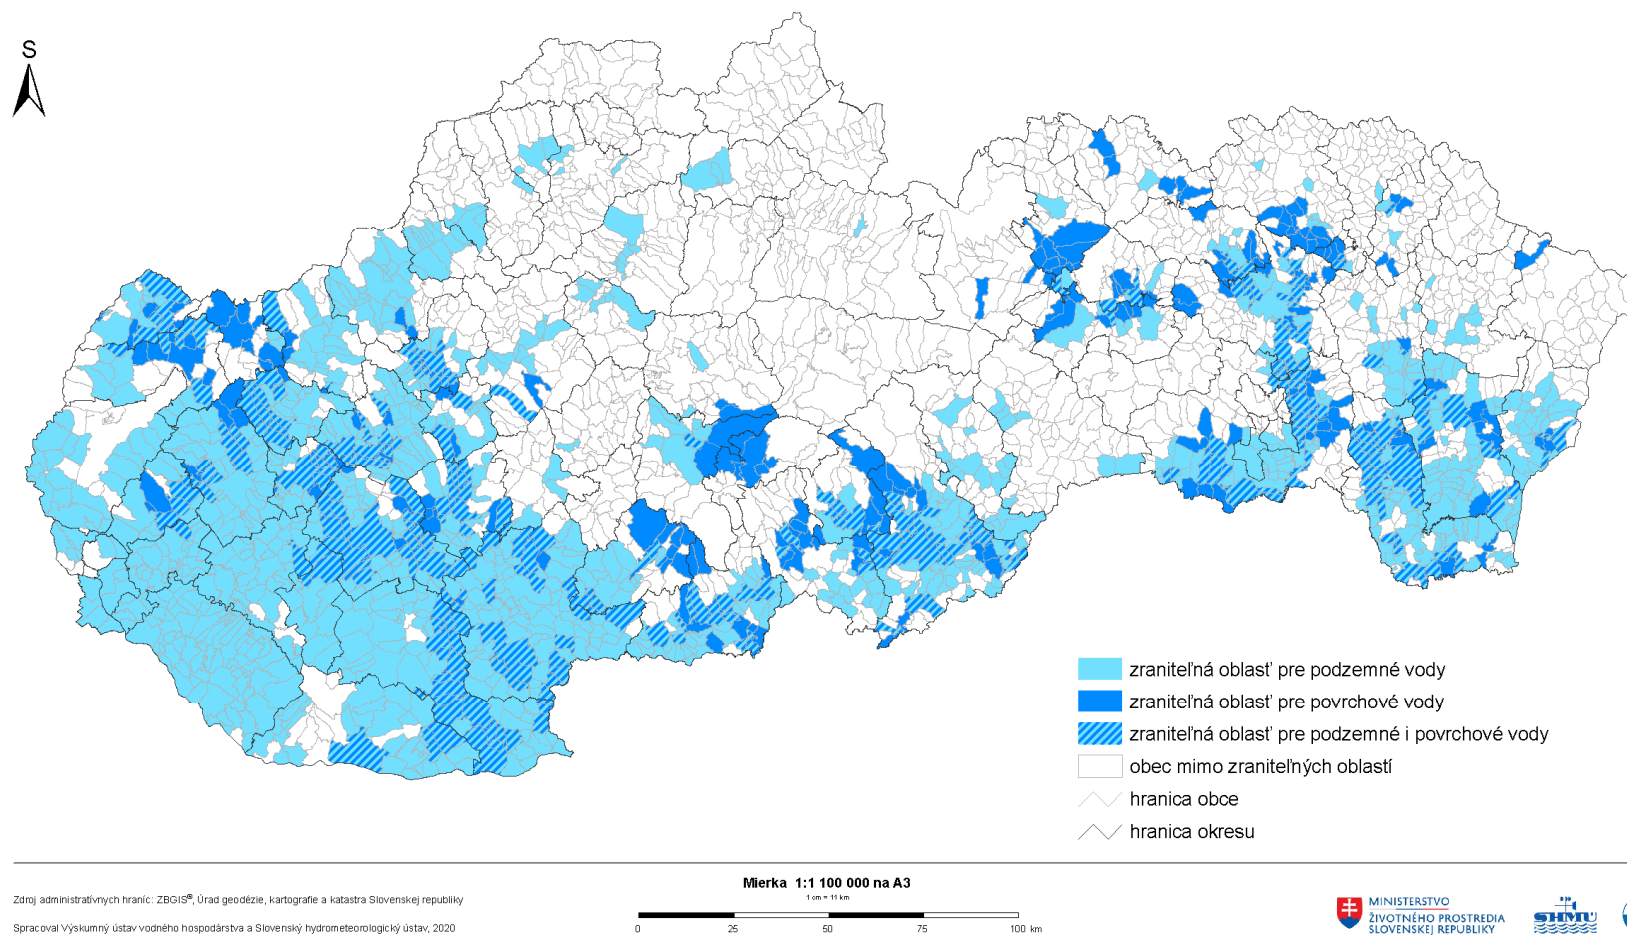 S
zraniteľná oblasť pre podzemné vody
zraniteľná oblasť pre povrchové vody
zraniteľná oblasť pre podzemné i povrchové vody
obec mimo zraniteľných oblastí
hranica obce
hranica okresu
Mierka 1:1 100 000 na A3
1 cm = 11 km
0 25 50 75 100 km
Zdroj administratívnych hraníc: ZBGIS®, Úrad geodézie, kartografie a katastra Slovenskej republiky
Spracoval Výskumný ústav vodného hospodárstva a Slovenský hydrometeorologický ústav, 2020
MINISTERSTVO
ŽIVOTNÉHO PROSTREDIA
SLOVENSKEJ REPUBLIKY
SHMÚ